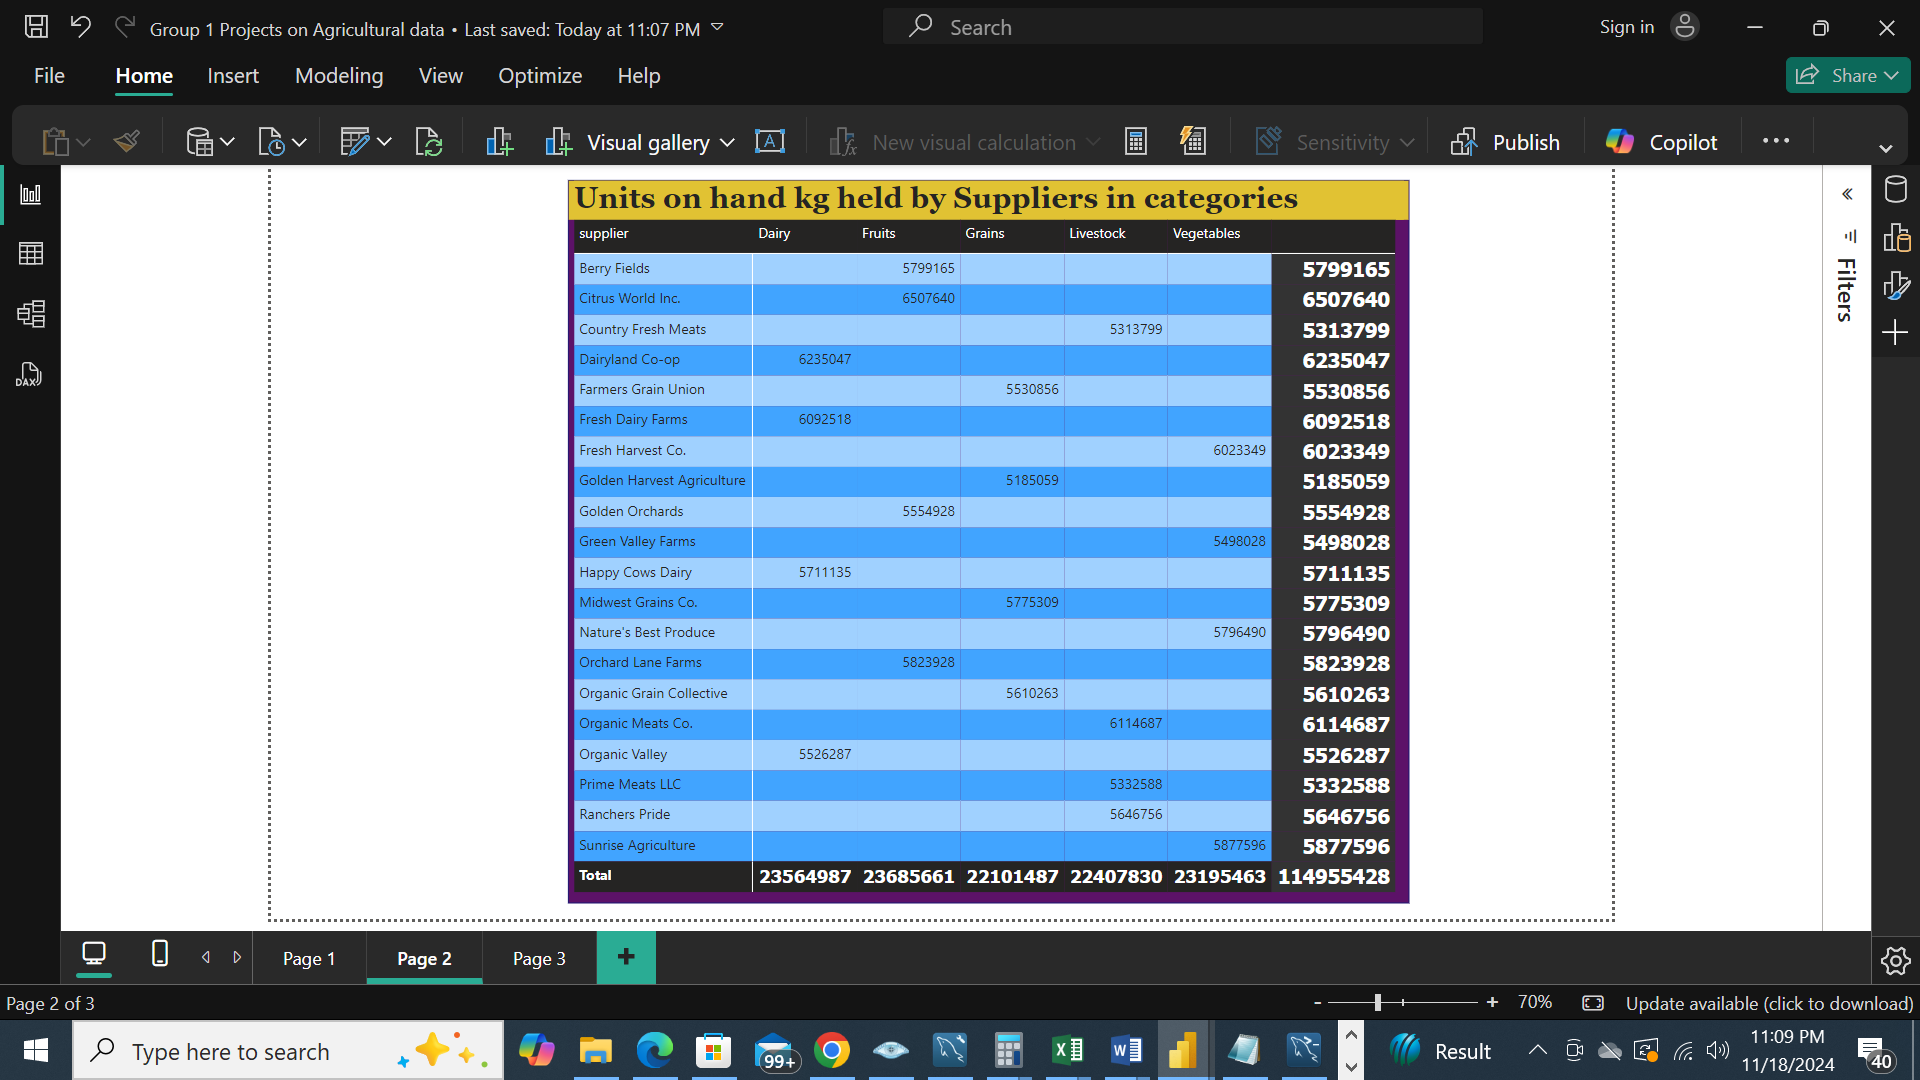 Group 1 Projects on Agricultural data • Last saved: Today at 11:07 PM
Search
Sign in
File Home Insert Modeling View Optimize Help
Share
Visual gallery
New visual calculation
Sensitivity
Publish
Copilot
DAX
Filters
Units on hand kg held by Suppliers in categories
supplier Dairy Fruits Grains Livestock Vegetables
Berry Fields 5799165 5799165
Citrus World Inc. 6507640 6507640
Country Fresh Meats 5313799 5313799
Dairyland Co-op 6235047 6235047
Farmers Grain Union 5530856 5530856
Fresh Dairy Farms 6092518 6092518
Fresh Harvest Co. 6023349 6023349
Golden Harvest Agriculture 5185059 5185059
Golden Orchards 5554928 5554928
Green Valley Farms 5498028 5498028
Happy Cows Dairy 5711135 5711135
Midwest Grains Co. 5775309 5775309
Nature's Best Produce 5796490 5796490
Orchard Lane Farms 5823928 5823928
Organic Grain Collective 5610263 5610263
Organic Meats Co. 6114687 6114687
Organic Valley 5526287 5526287
Prime Meats LLC 5332588 5332588
Ranchers Pride 5646756 5646756
Sunrise Agriculture 5877596 5877596
Total 23564987 23685661 22101487 22407830 23195463 114955428
Page 1 Page 2 Page 3
Page 2 of 3
70%
Update available (click to download)
Type here to search
99+
Result
11:09 PM
11/18/2024
40